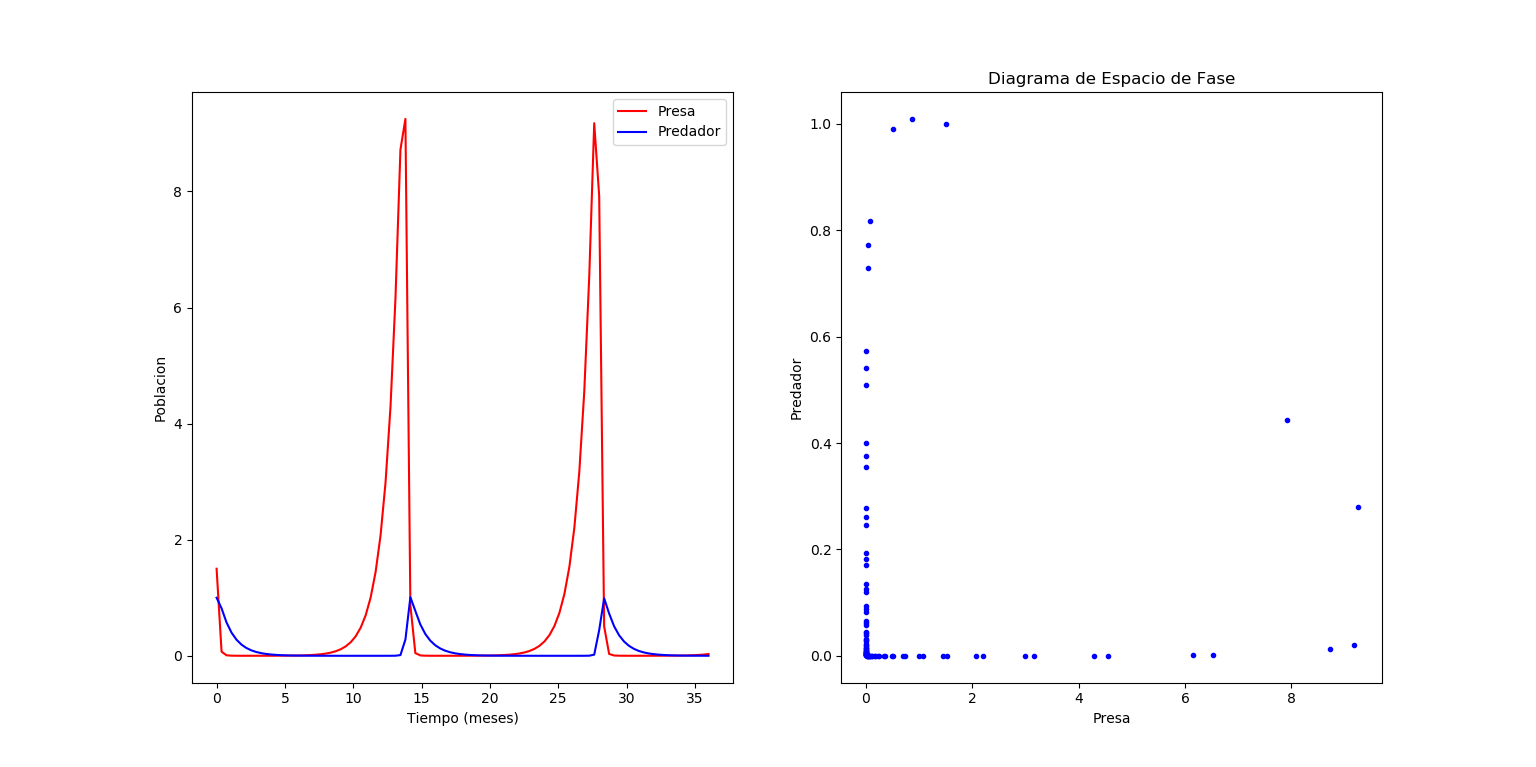 Presa
Predador
8
6
4
2
0
Poblacion
0 5 10 15 20 25 30 35
Tiempo (meses)
Diagrama de Espacio de Fase
1.0
0.8
0.6
0.4
0.2
0.0
Predador
0 2 4 6 8
Presa